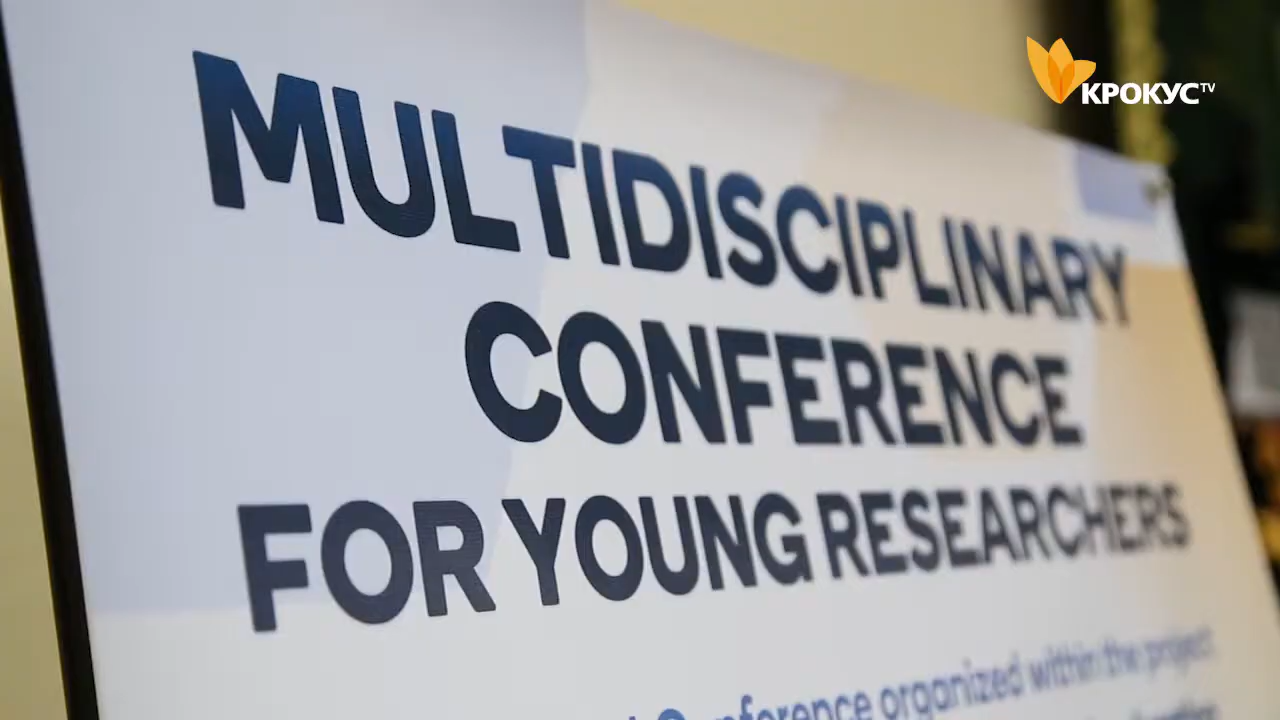 КРОКУС TV
MULTIDISCIPLINARY
CONFERENCE
FOR YOUNG RESEARCHERS
Conference organized within the project